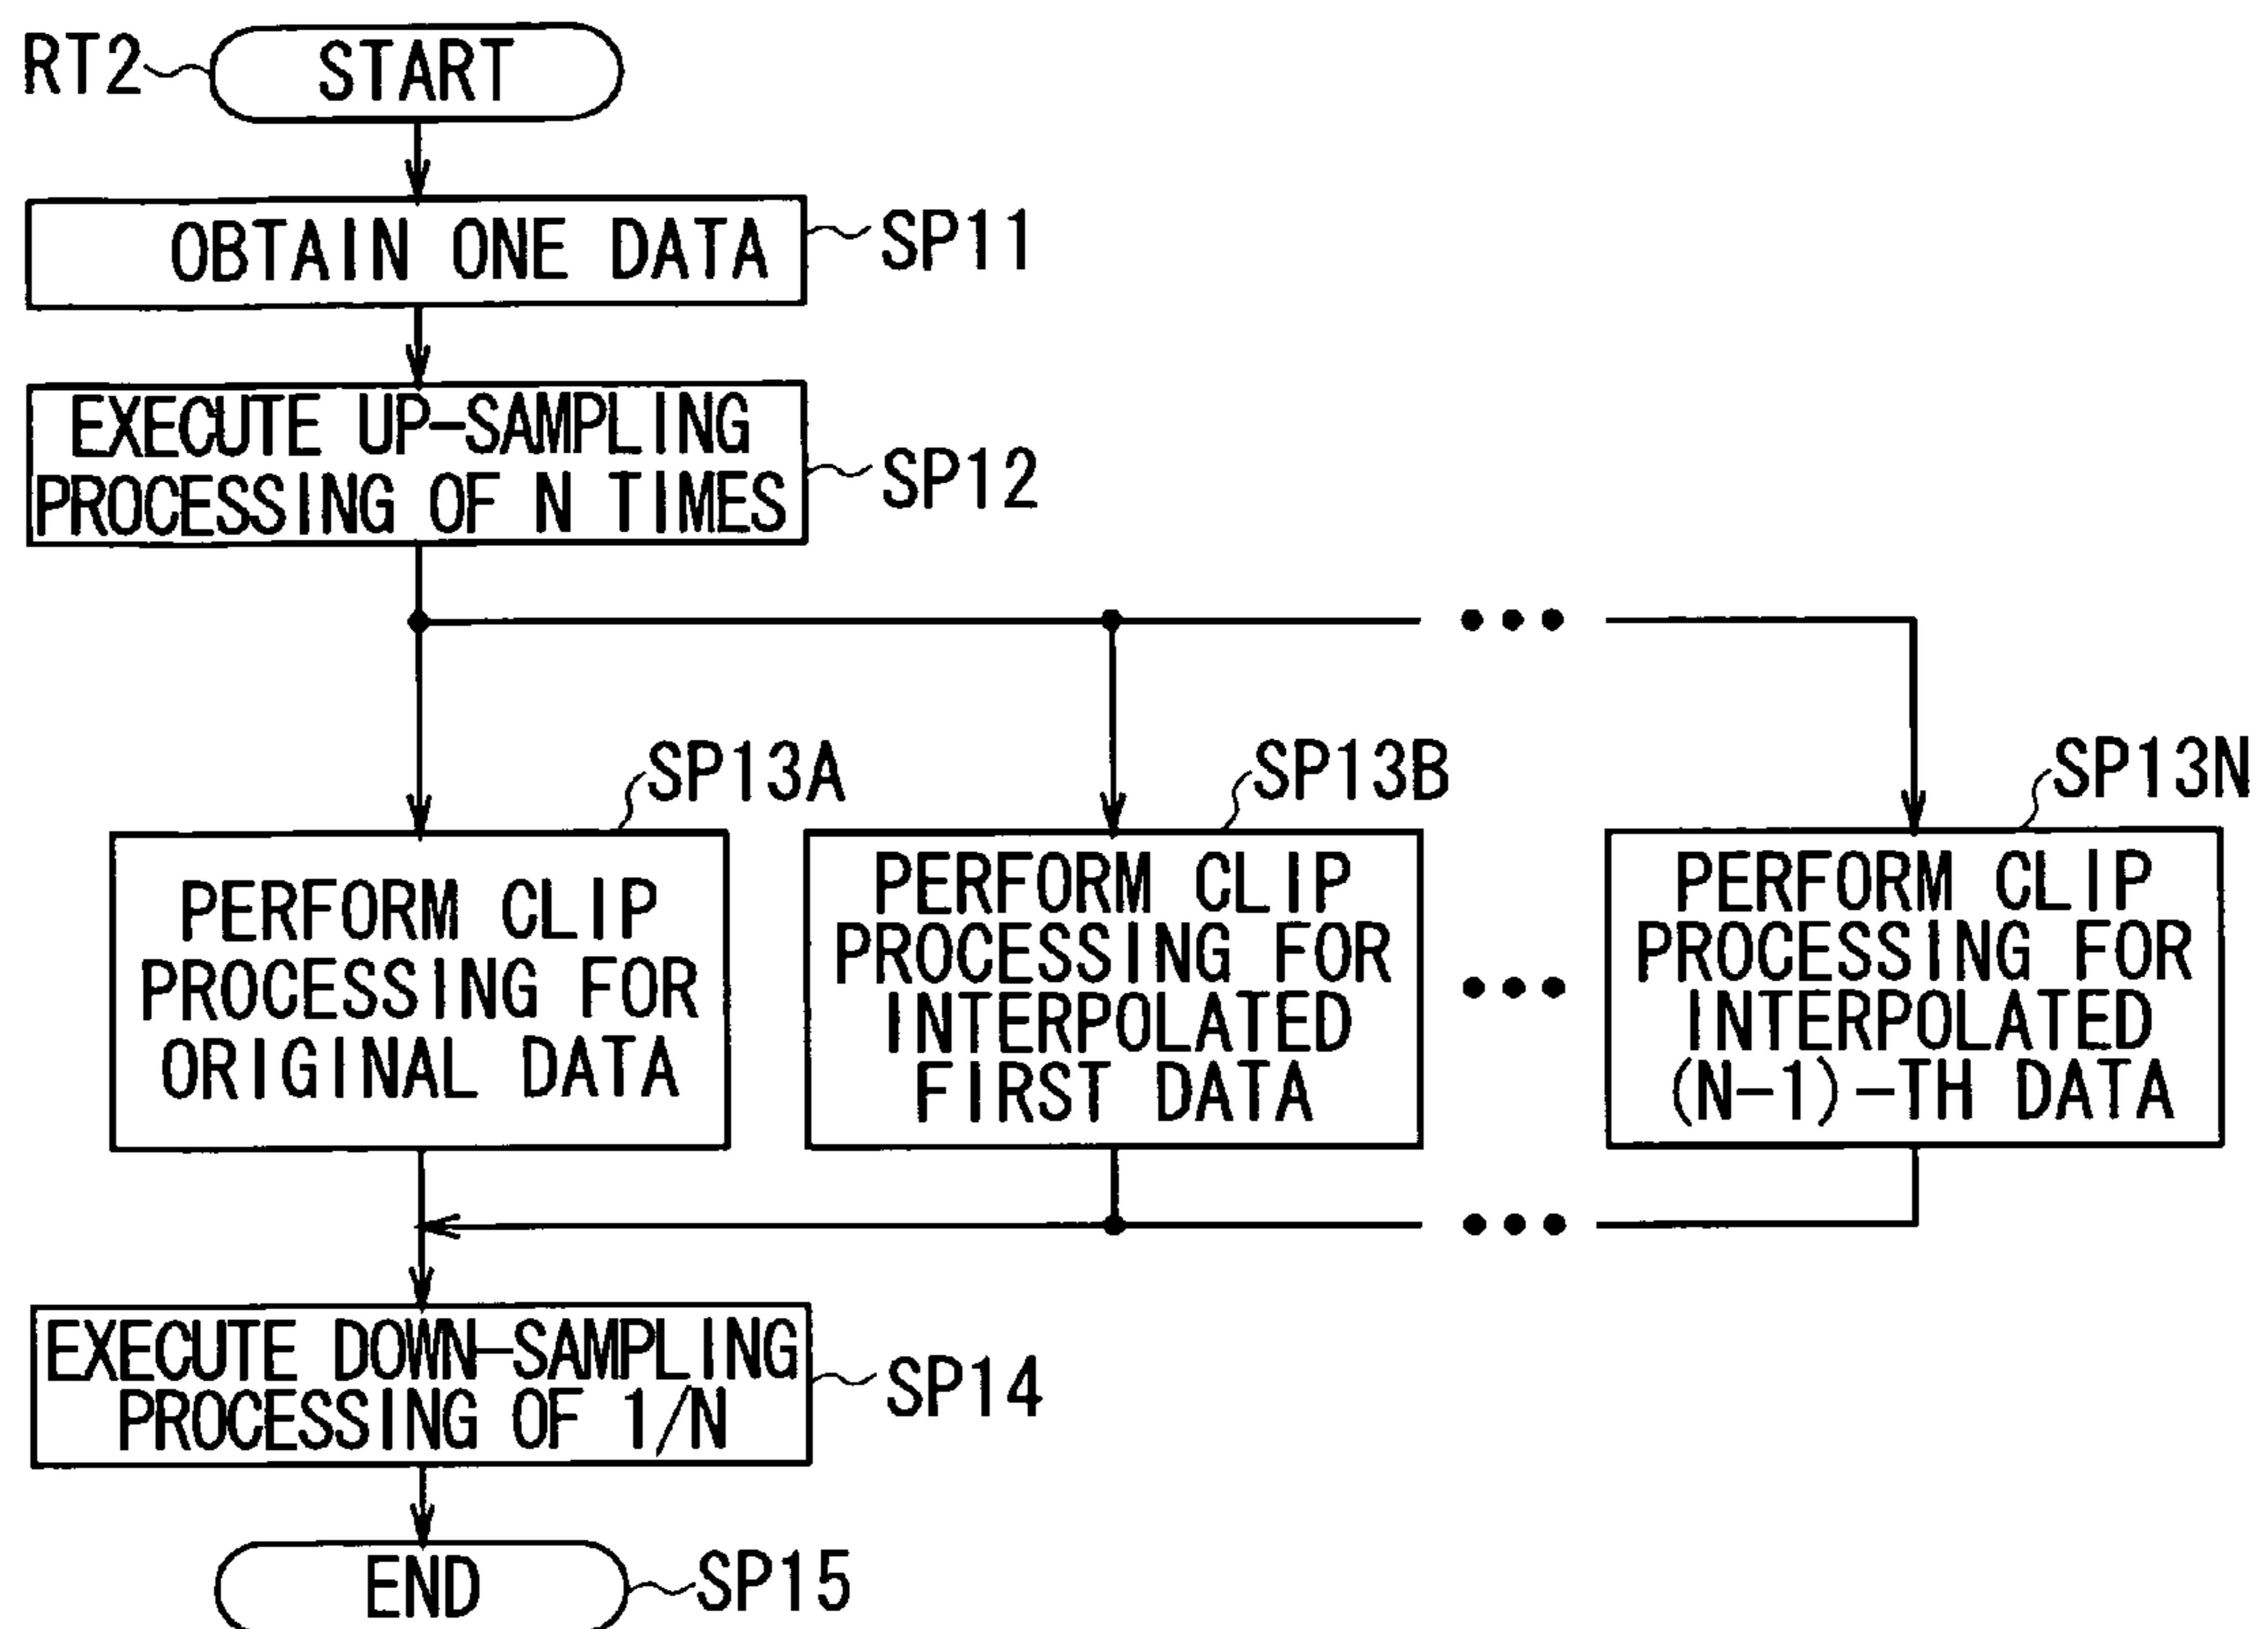 RT2
START
OBTAIN ONE DATA
SP11
EXECUTE UP-SAMPLING
PROCESSING OF N TIMES
SP12
SP13A
PERFORM CLIP
PROCESSING FOR
ORIGINAL DATA
SP13B
PERFORM CLIP
PROCESSING FOR
INTERPOLATED
FIRST DATA
SP13N
PERFORM CLIP
PROCESSING FOR
INTERPOLATED
(N-1)-TH DATA
EXECUTE DOWN-SAMPLING
PROCESSING OF 1/N
SP14
END
SP15